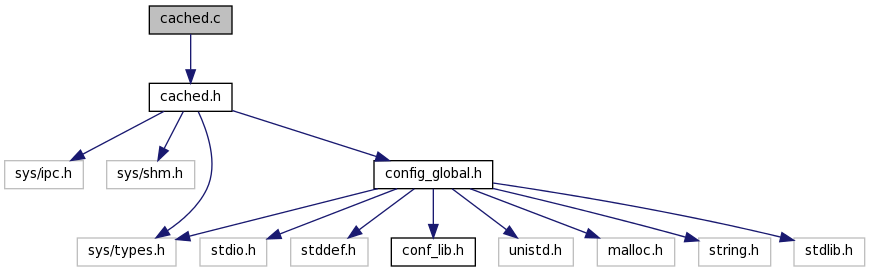 cached.c
cached.h
sys/ipc.h
sys/shm.h
config_global.h
sys/types.h
stdio.h
stddef.h
conf_lib.h
unistd.h
malloc.h
string.h
stdlib.h